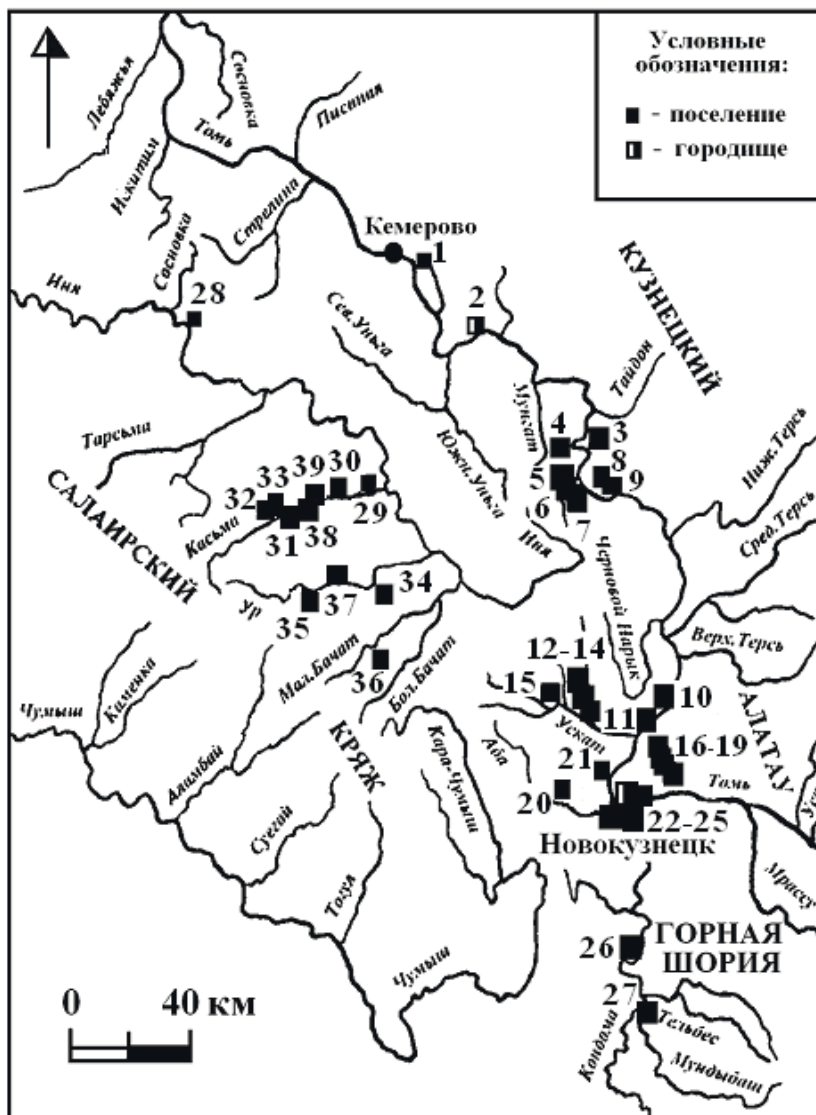 Условные
обозначения:
- поселение
- городище
Лебяжья
Сосновка
Писаная
Томь
Искитим
Стрелина
Сосновка
Кемерово
1
Иня
28
2
КУЗНЕЦКИЙ
Сев.Уньга
Тайдон
Мунгат
4
3
Тарсьма
Южн.Уньга
8
Ниж.Терсь
САЛАИРСКИЙ
33
39
30
5
9
32
29
6
Сред.Терсь
Касьма
31
38
7
Иня
Черновой Нарык
Ур
37
34
35
Верх.Терсь
12-14
Мал.Бачат
36
15
Бол.Бачат
10
11
АЛАТАУ
Чумыш
Каменка
КРЯЖ
Ускат
16-19
Аба
21
Томь
Аламбай
Кара-Чумыш
20
22-25
Новокузнецк
Сунгай
Мрассу
Тогул
ГОРНАЯ
26
ШОРИЯ
Чумыш
0
40 км
27
Тельбес
Кондома
Мундыбаш